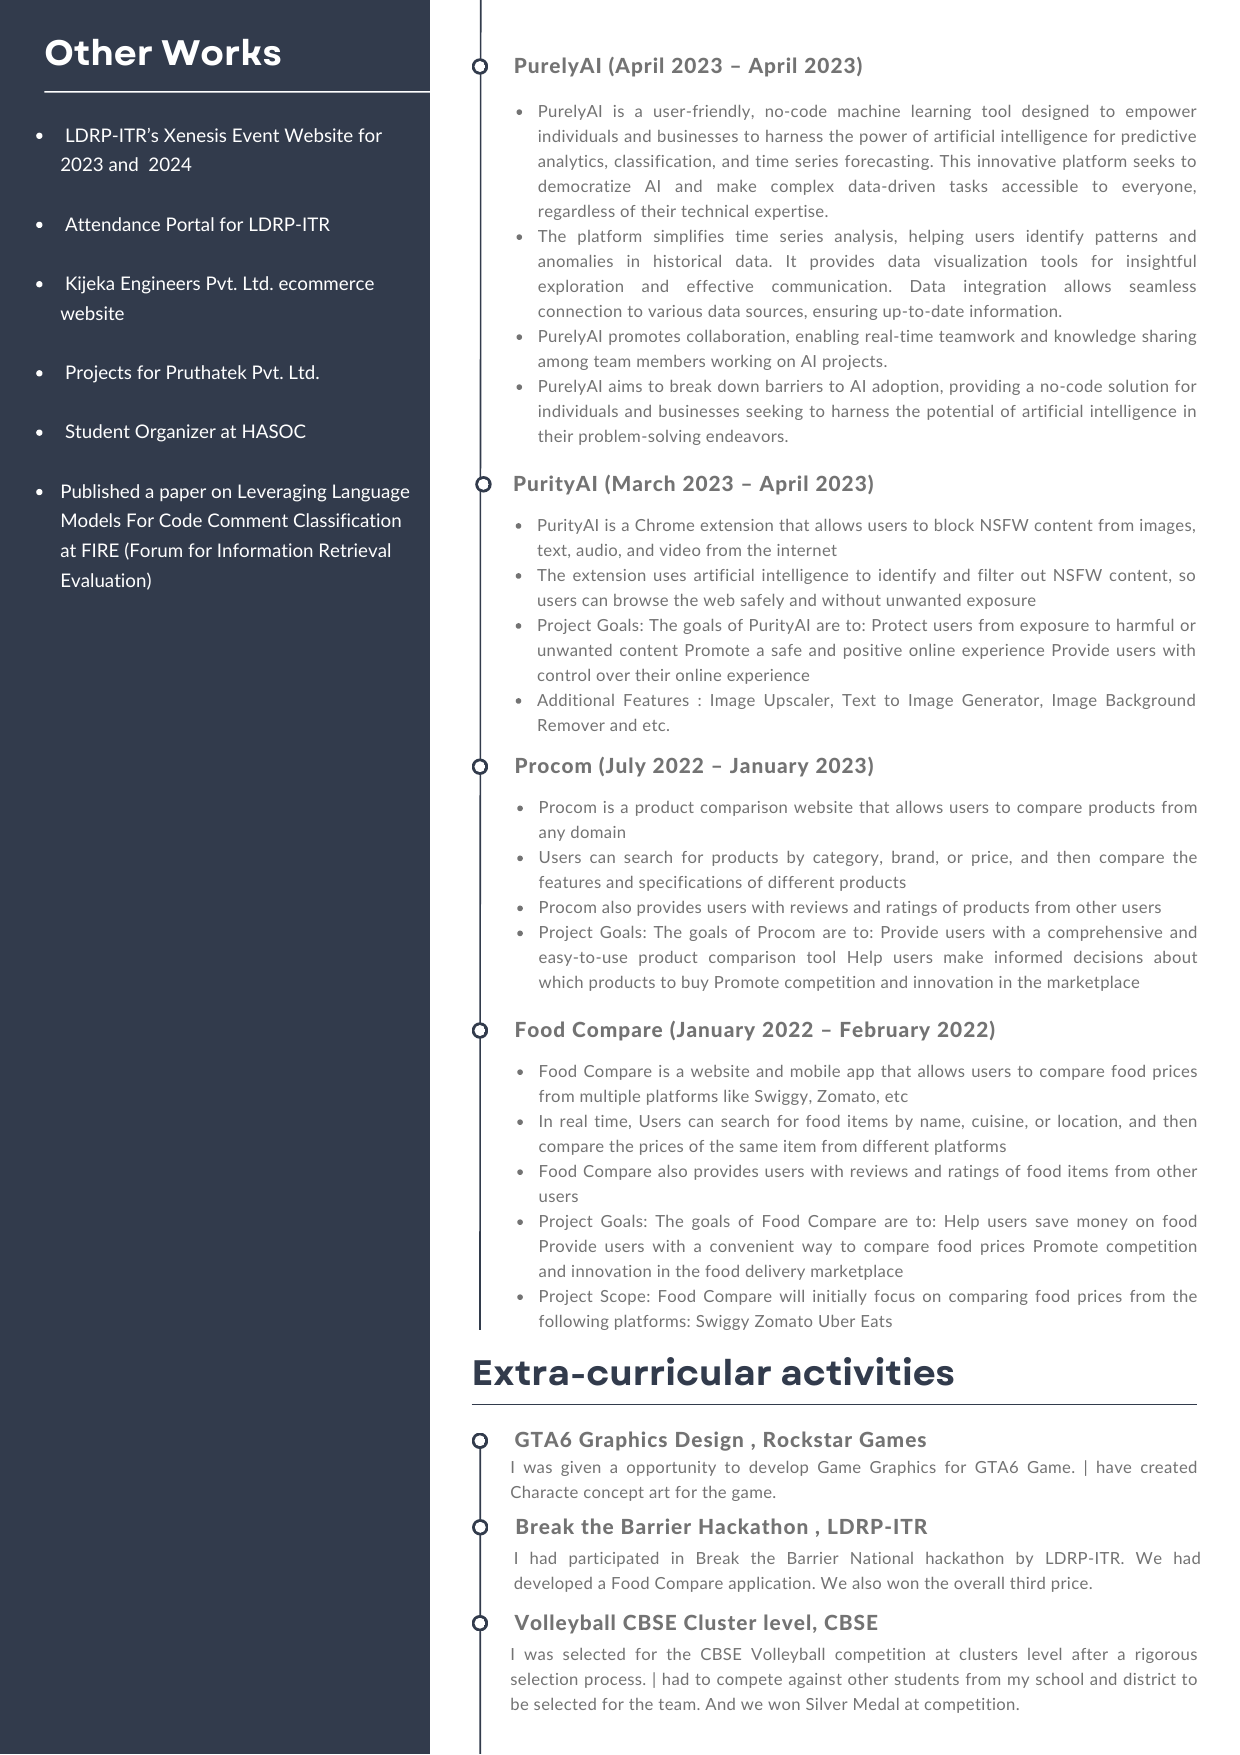 Other Works
• LDRP-ITR’s Xenesis Event Website for
2023 and 2024
• Attendance Portal for LDRP-ITR
• Kijeka Engineers Pvt. Ltd. ecommerce
website
• Projects for Pruthatek Pvt. Ltd.
• Student Organizer at HASOC
• Published a paper on Leveraging Language
Models For Code Comment Classification
at FIRE (Forum for Information Retrieval
Evaluation)
PurelyAI (April 2023 – April 2023)
• PurelyAI is a user-friendly, no-code machine learning tool designed to empower
individuals and businesses to harness the power of artificial intelligence for predictive
analytics, classification, and time series forecasting. This innovative platform seeks to
democratize AI and make complex data-driven tasks accessible to everyone,
regardless of their technical expertise.
• The platform simplifies time series analysis, helping users identify patterns and
anomalies in historical data. It provides data visualization tools for insightful
exploration and effective communication. Data integration allows seamless
connection to various data sources, ensuring up-to-date information.
• PurelyAI promotes collaboration, enabling real-time teamwork and knowledge sharing
among team members working on AI projects.
• PurelyAI aims to break down barriers to AI adoption, providing a no-code solution for
individuals and businesses seeking to harness the potential of artificial intelligence in
their problem-solving endeavors.
PurityAI (March 2023 – April 2023)
• PurityAI is a Chrome extension that allows users to block NSFW content from images,
text, audio, and video from the internet
• The extension uses artificial intelligence to identify and filter out NSFW content, so
users can browse the web safely and without unwanted exposure
• Project Goals: The goals of PurityAI are to: Protect users from exposure to harmful or
unwanted content Promote a safe and positive online experience Provide users with
control over their online experience
• Additional Features : Image Upscaler, Text to Image Generator, Image Background
Remover and etc.
Procom (July 2022 – January 2023)
• Procom is a product comparison website that allows users to compare products from
any domain
• Users can search for products by category, brand, or price, and then compare the
features and specifications of different products
• Procom also provides users with reviews and ratings of products from other users
• Project Goals: The goals of Procom are to: Provide users with a comprehensive and
easy-to-use product comparison tool Help users make informed decisions about
which products to buy Promote competition and innovation in the marketplace
Food Compare (January 2022 – February 2022)
• Food Compare is a website and mobile app that allows users to compare food prices
from multiple platforms like Swiggy, Zomato, etc
• In real time, Users can search for food items by name, cuisine, or location, and then
compare the prices of the same item from different platforms
• Food Compare also provides users with reviews and ratings of food items from other
users
• Project Goals: The goals of Food Compare are to: Help users save money on food
Provide users with a convenient way to compare food prices Promote competition
and innovation in the food delivery marketplace
• Project Scope: Food Compare will initially focus on comparing food prices from the
following platforms: Swiggy Zomato Uber Eats
Extra-curricular activities
GTA6 Graphics Design , Rockstar Games
I was given a opportunity to develop Game Graphics for GTA6 Game. | have created
Characte concept art for the game.
Break the Barrier Hackathon , LDRP-ITR
I had participated in Break the Barrier National hackathon by LDRP-ITR. We had
developed a Food Compare application. We also won the overall third price.
Volleyball CBSE Cluster level, CBSE
I was selected for the CBSE Volleyball competition at clusters level after a rigorous
selection process. | had to compete against other students from my school and district to
be selected for the team. And we won Silver Medal at competition.